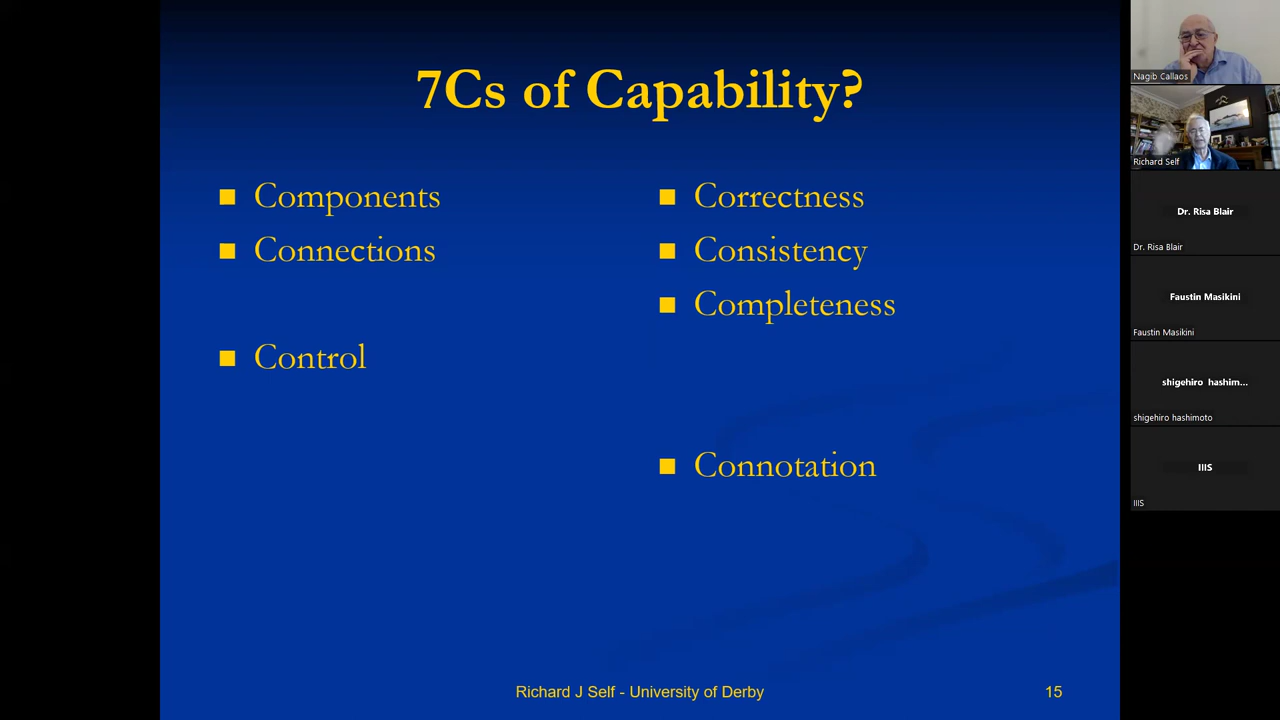 7Cs of Capability?
Components
Connections
Control
Correctness
Consistency
Completeness
Connotation
Richard J Self - University of Derby
15
Nagib Callaos
Richard Self
Dr. Risa Blair
Dr. Risa Blair
Faustin Masikini
Faustin Masikini
shigehiro hashim...
shigehiro hashimoto
IIIS
IIIS